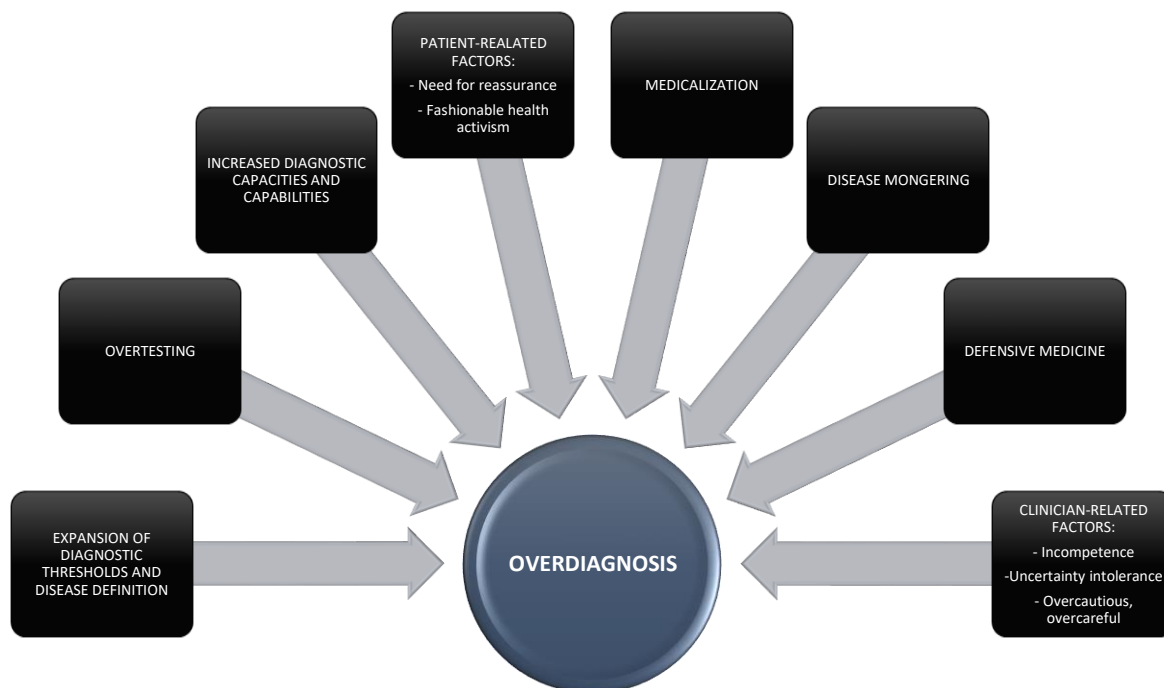 EXPANSION OF
DIAGNOSTIC
THRESHOLDS AND
DISEASE DEFINITION
OVERTESTING
INCREASED DIAGNOSTIC
CAPACITIES AND
CAPABILITIES
PATIENT-REALATED
FACTORS:
- Need for reassurance
- Fashionable health
activism
MEDICALIZATION
DISEASE MONGERING
DEFENSIVE MEDICINE
CLINICIAN-RELATED
FACTORS:
- Incompetence
-Uncertainty intolerance
- Overcautious,
overcareful
OVERDIAGNOSIS